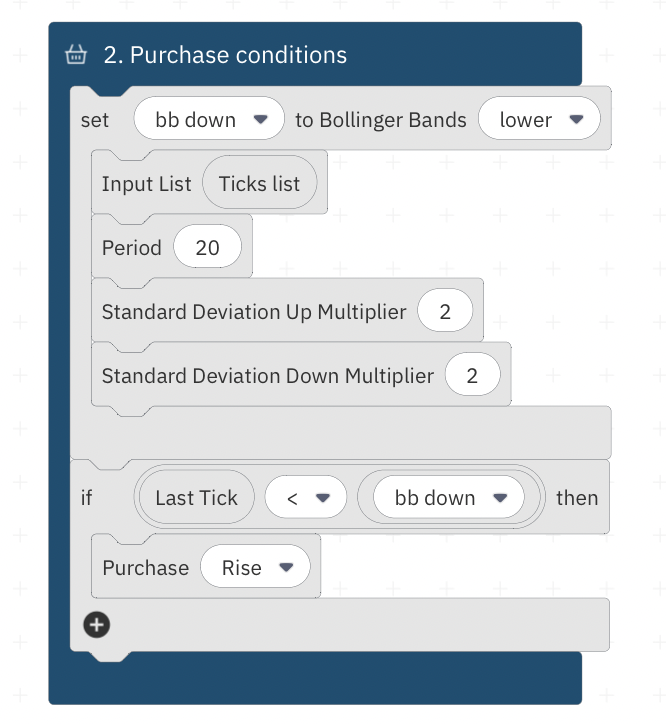 2. Purchase conditions
set bb down to Bollinger Bands lower
Input List Ticks list
Period 20
Standard Deviation Up Multiplier 2
Standard Deviation Down Multiplier 2
if Last Tick < bb down then
Purchase Rise